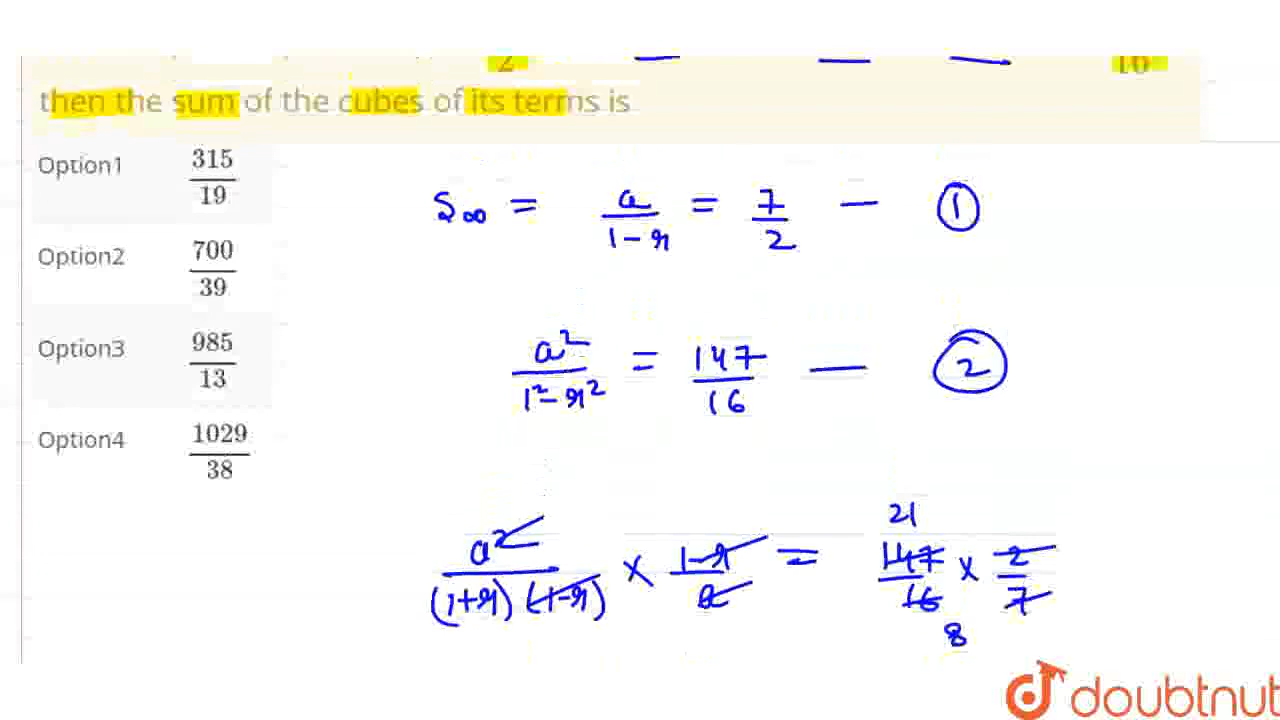 2 16
then the sum of the cubes of its terms is
Option1 315/19
S∞ = a/(1-r) = 7/2 — ①
Option2 700/39
Option3 985/13
a²/(1²-r²) = 147/16 — ②
Option4 1029/38
a²/((1+r)(1-r)) × (1-r)/a = 147/16 × 2/7
21
8
doubtnut